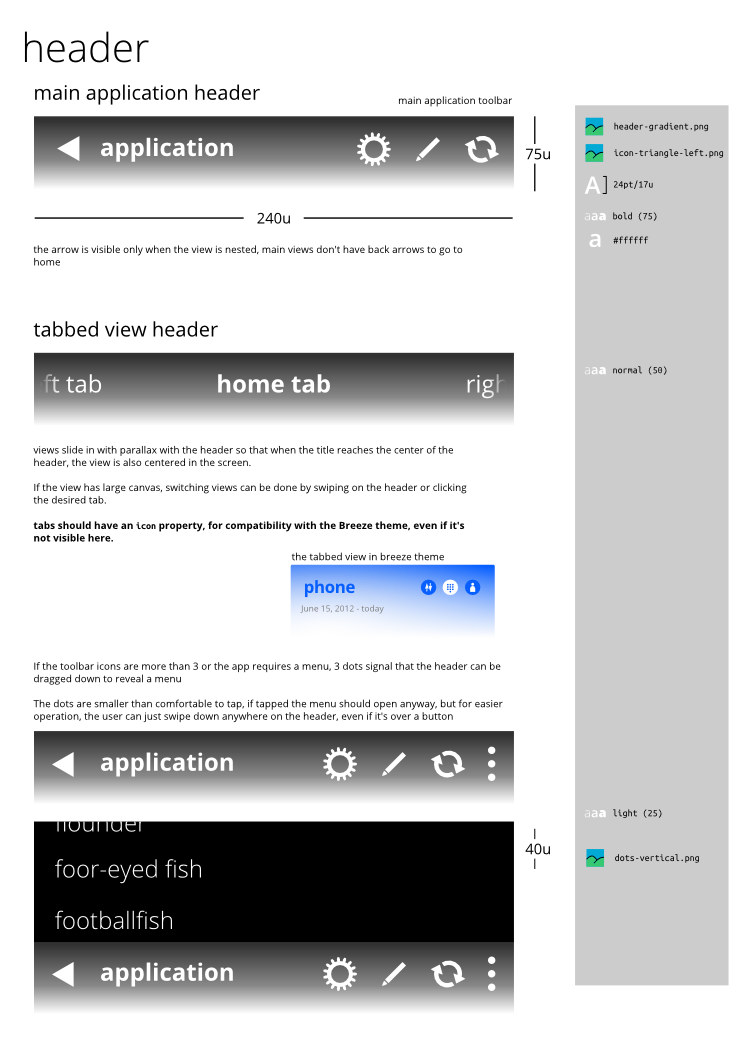 header
main application header
main application toolbar
application
75u
240u
the arrow is visible only when the view is nested, main views don't have back arrows to go to
home
tabbed view header
ft tab
home tab
righ
views slide in with parallax with the header so that when the title reaches the center of the
header, the view is also centered in the screen.
If the view has large canvas, switching views can be done by swiping on the header or clicking
the desired tab.
tabs should have an icon property, for compatibility with the Breeze theme, even if it's
not visible here.
the tabbed view in breeze theme
phone
June 15, 2012 - today
If the toolbar icons are more than 3 or the app requires a menu, 3 dots signal that the header can be
dragged down to reveal a menu
The dots are smaller than comfortable to tap, if tapped the menu should open anyway, but for easier
operation, the user can just swipe down anywhere on the header, even if it's over a button
application
flounder
foor-eyed fish
footballfish
40u
application
header-gradient.png
icon-triangle-left.png
A] 24pt/17u
aaa bold (75)
a #ffffff
aaa normal (50)
aaa light (25)
dots-vertical.png